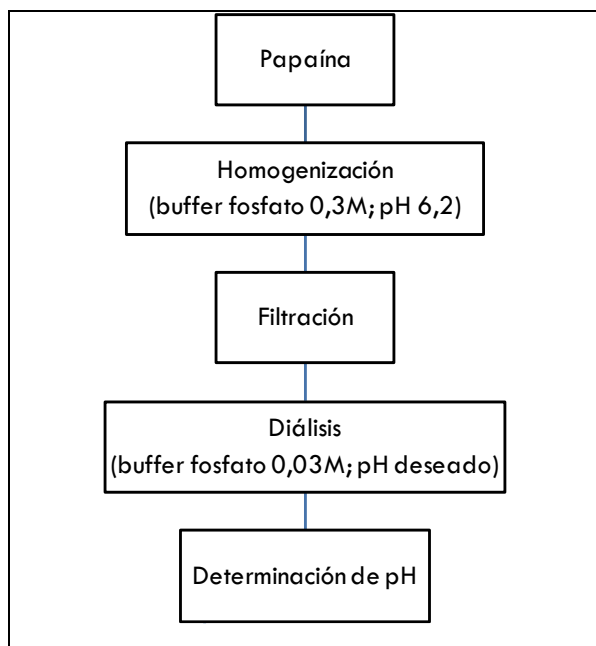 Papaína
Homogenización
(buffer fosfato 0,3M; pH 6,2)
Filtración
Diálisis
(buffer fosfato 0,03M; pH deseado)
Determinación de pH